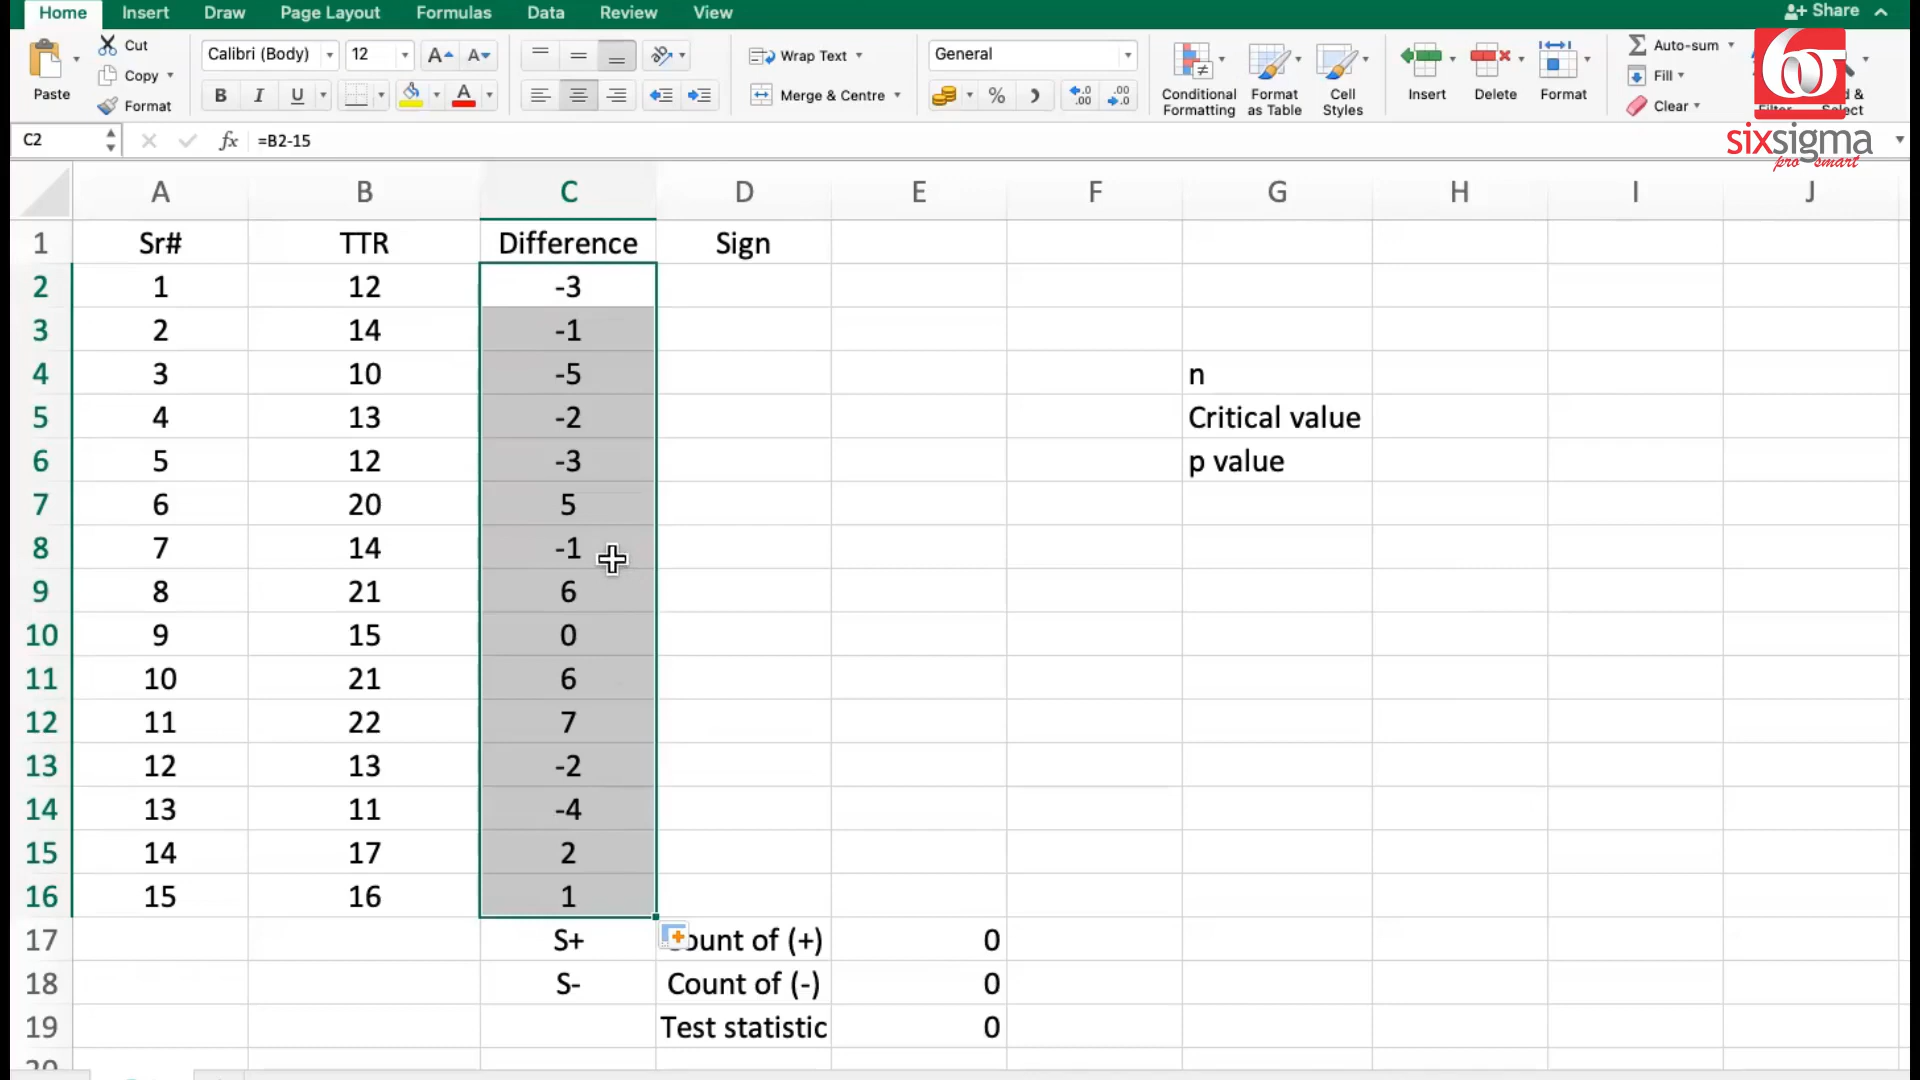 Home Insert Draw Page Layout Formulas Data Review View Share
Cut
Copy
Format
Paste
Calibri (Body) 12
B I U
Wrap Text
Merge & Centre
General
Conditional Formatting
Format as Table
Cell Styles
Insert Delete Format
Auto-sum
Fill
Clear
sixsigma
pro smart
C2 fx =B2-15
A B C D E F G H I J
1 Sr# TTR Difference Sign
2 1 12 -3
3 2 14 -1
4 3 10 -5 n
5 4 13 -2 Critical value
6 5 12 -3 p value
7 6 20 5
8 7 14 -1
9 8 21 6
10 9 15 0
11 10 21 6
12 11 22 7
13 12 13 -2
14 13 11 -4
15 14 17 2
16 15 16 1
17 S+ ount of (+) 0
18 S- Count of (-) 0
19 Test statistic 0